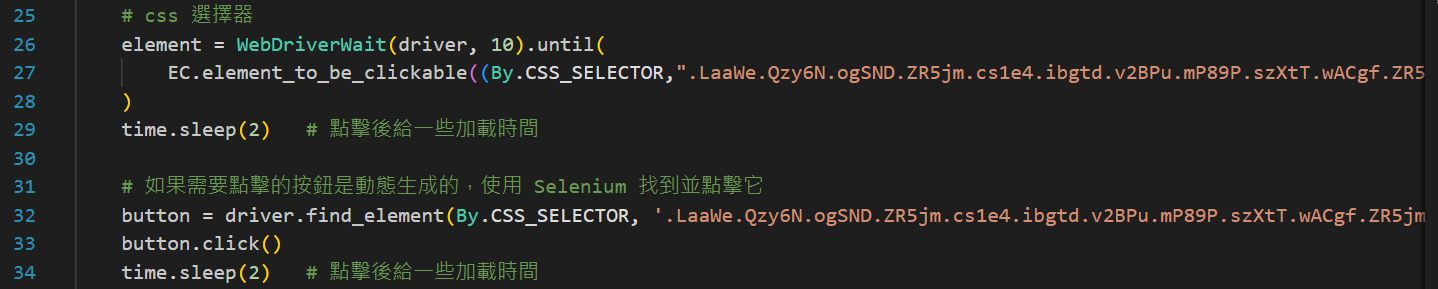 25 # css 選擇器
26 element = WebDriverWait(driver, 10).until(
27 EC.element_to_be_clickable((By.CSS_SELECTOR,".LaaWe.Qzy6N.ogSND.ZR5jm.cs1e4.ibgtd.v2BPu.mP89P.szXtT.wACgf.ZR5
28 )
29 time.sleep(2) # 點擊後給一些加載時間
30
31 # 如果需要點擊的按鈕是動態生成的，使用 Selenium 找到並點擊它
32 button = driver.find_element(By.CSS_SELECTOR, '.LaaWe.Qzy6N.ogSND.ZR5jm.cs1e4.ibgtd.v2BPu.mP89P.szXtT.wACgf.ZR5jm
33 button.click()
34 time.sleep(2) # 點擊後給一些加載時間